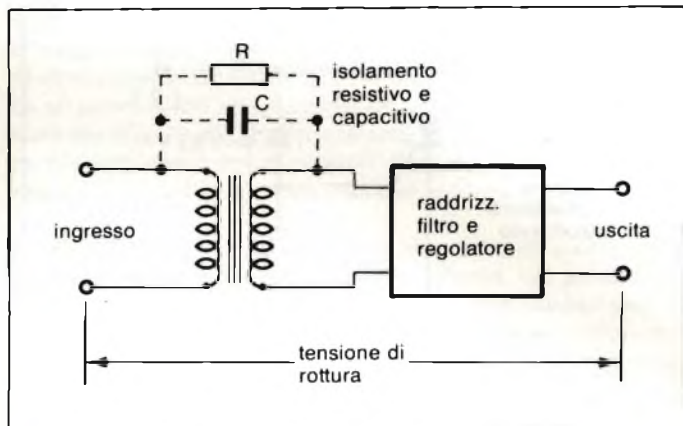 R
isolamento
resistivo e
C
capacitivo
raddrizz.
filtro e
regolatore
ingresso
uscita
tensione di
rottura